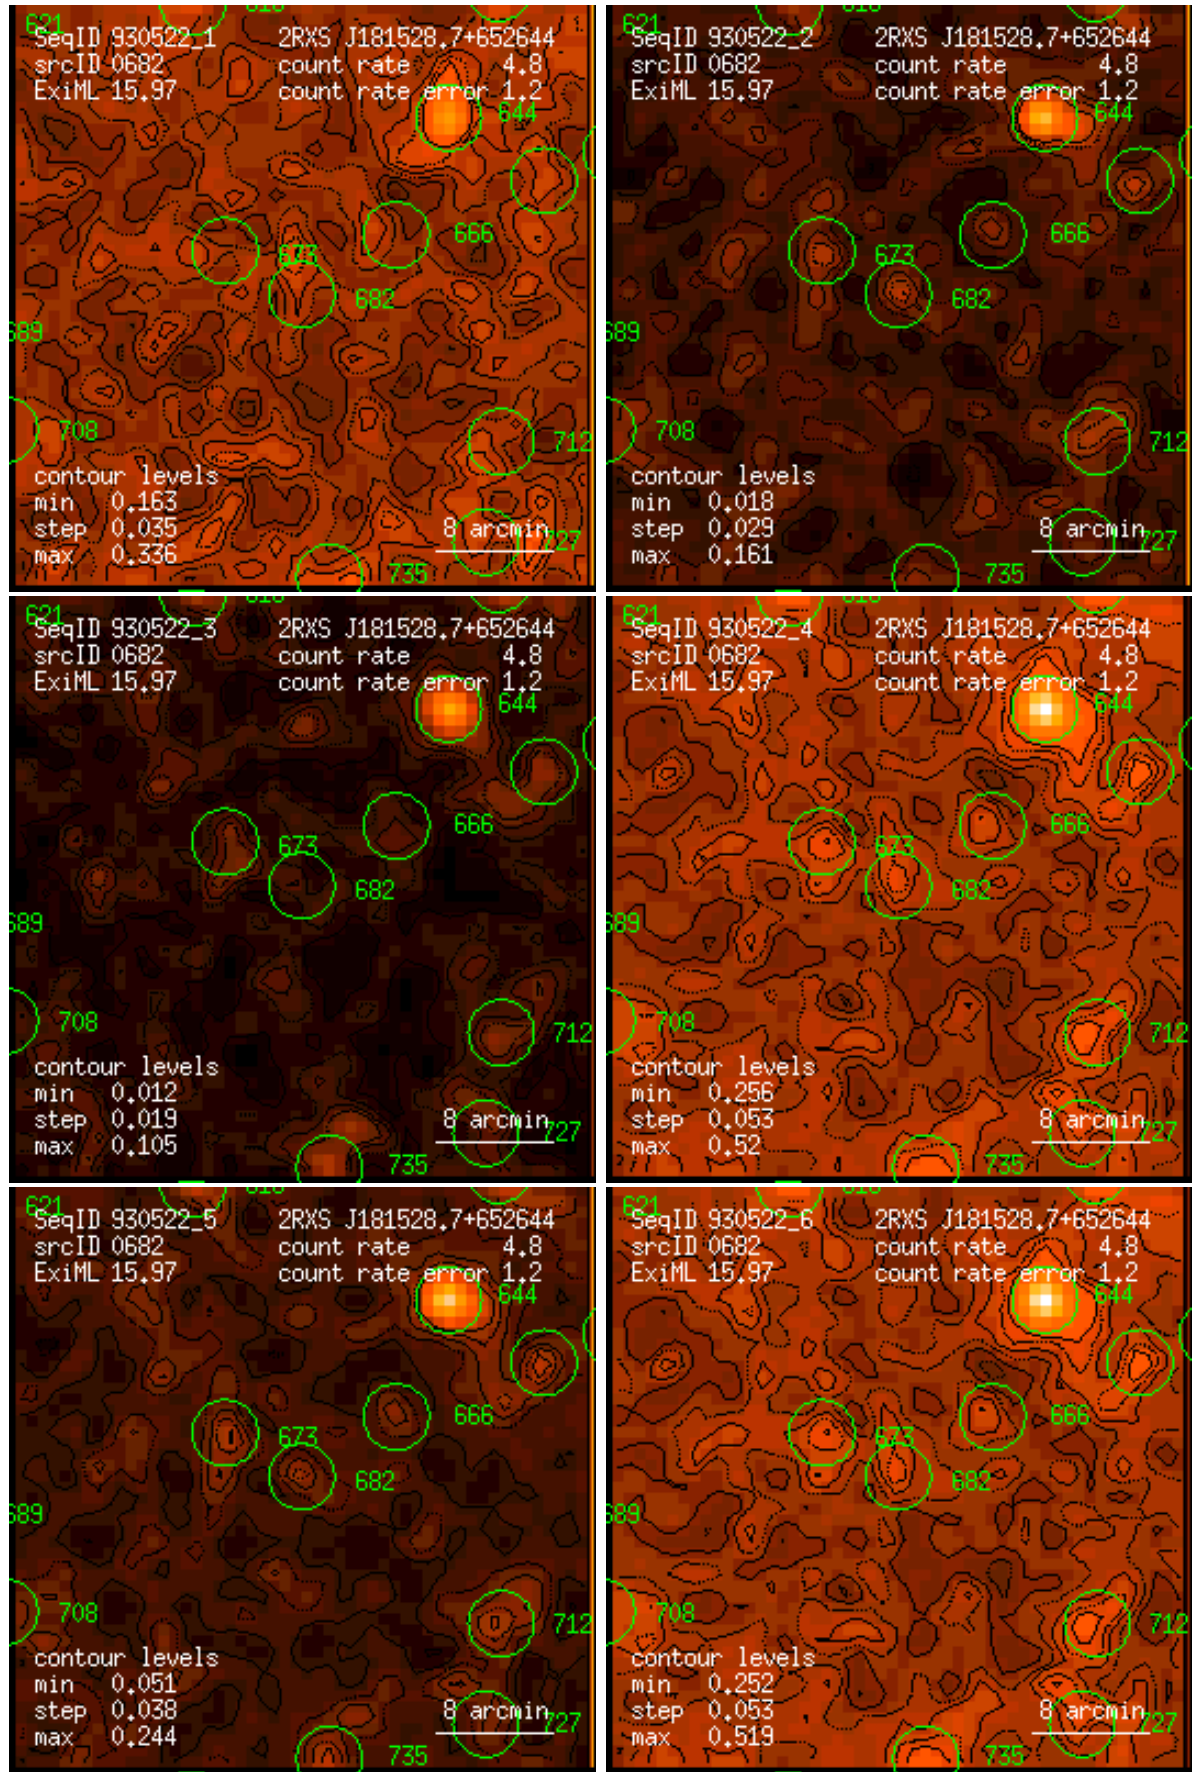 621
SeqID 930522_1 2RXS J181528.7+652644
srcID 0682 count rate 4.8
ExiML 15.97 count rate error 1.2
644
666
673
682
689
708
712
contour levels
min 0.163
step 0.035
max 0.336
8 arcmin
727
735
621
SeqID 930522_2 2RXS J181528.7+652644
srcID 0682 count rate 4.8
ExiML 15.97 count rate error 1.2
644
666
673
682
689
708
712
contour levels
min 0.018
step 0.029
max 0.161
8 arcmin
727
735
621
SeqID 930522_3 2RXS J181528.7+652644
srcID 0682 count rate 4.8
ExiML 15.97 count rate error 1.2
644
666
673
682
689
708
712
contour levels
min 0.012
step 0.019
max 0.105
8 arcmin
727
735
621
SeqID 930522_4 2RXS J181528.7+652644
srcID 0682 count rate 4.8
ExiML 15.97 count rate error 1.2
644
666
673
682
689
708
712
contour levels
min 0.256
step 0.053
max 0.52
8 arcmin
727
735
621
SeqID 930522_5 2RXS J181528.7+652644
srcID 0682 count rate 4.8
ExiML 15.97 count rate error 1.2
644
666
673
682
689
708
712
contour levels
min 0.051
step 0.038
max 0.244
8 arcmin
727
735
621
SeqID 930522_6 2RXS J181528.7+652644
srcID 0682 count rate 4.8
ExiML 15.97 count rate error 1.2
644
666
673
682
689
708
712
contour levels
min 0.252
step 0.053
max 0.519
8 arcmin
727
735